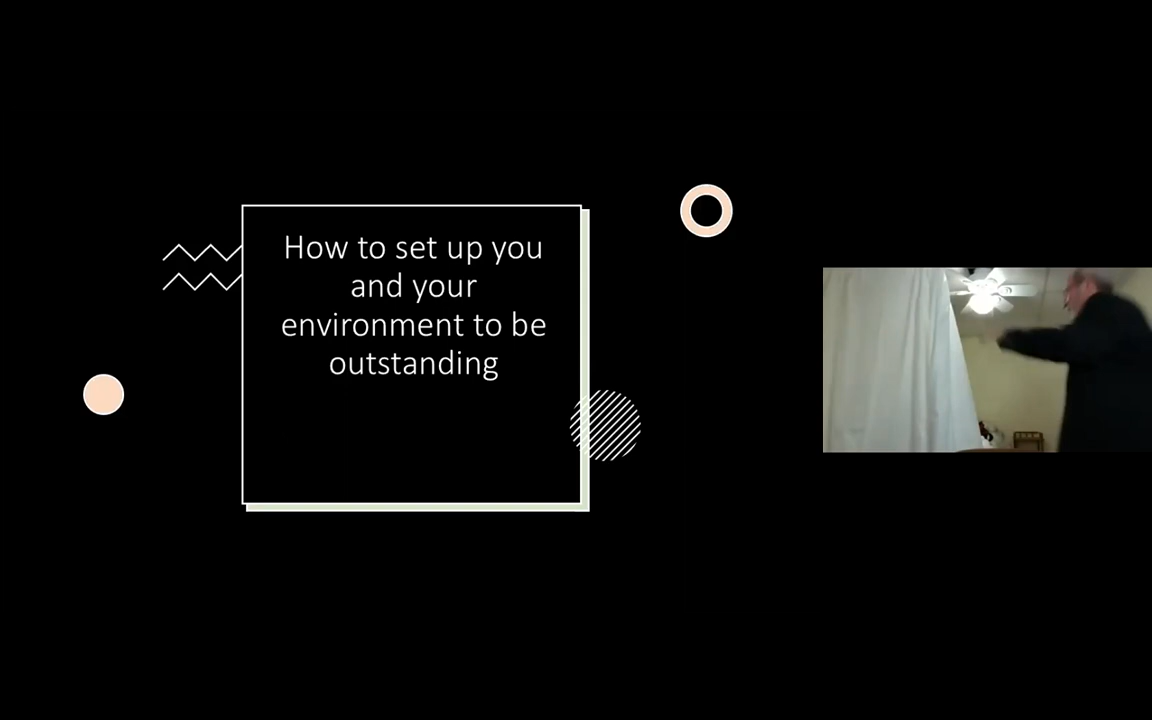 How to set up you
and your
environment to be
outstanding